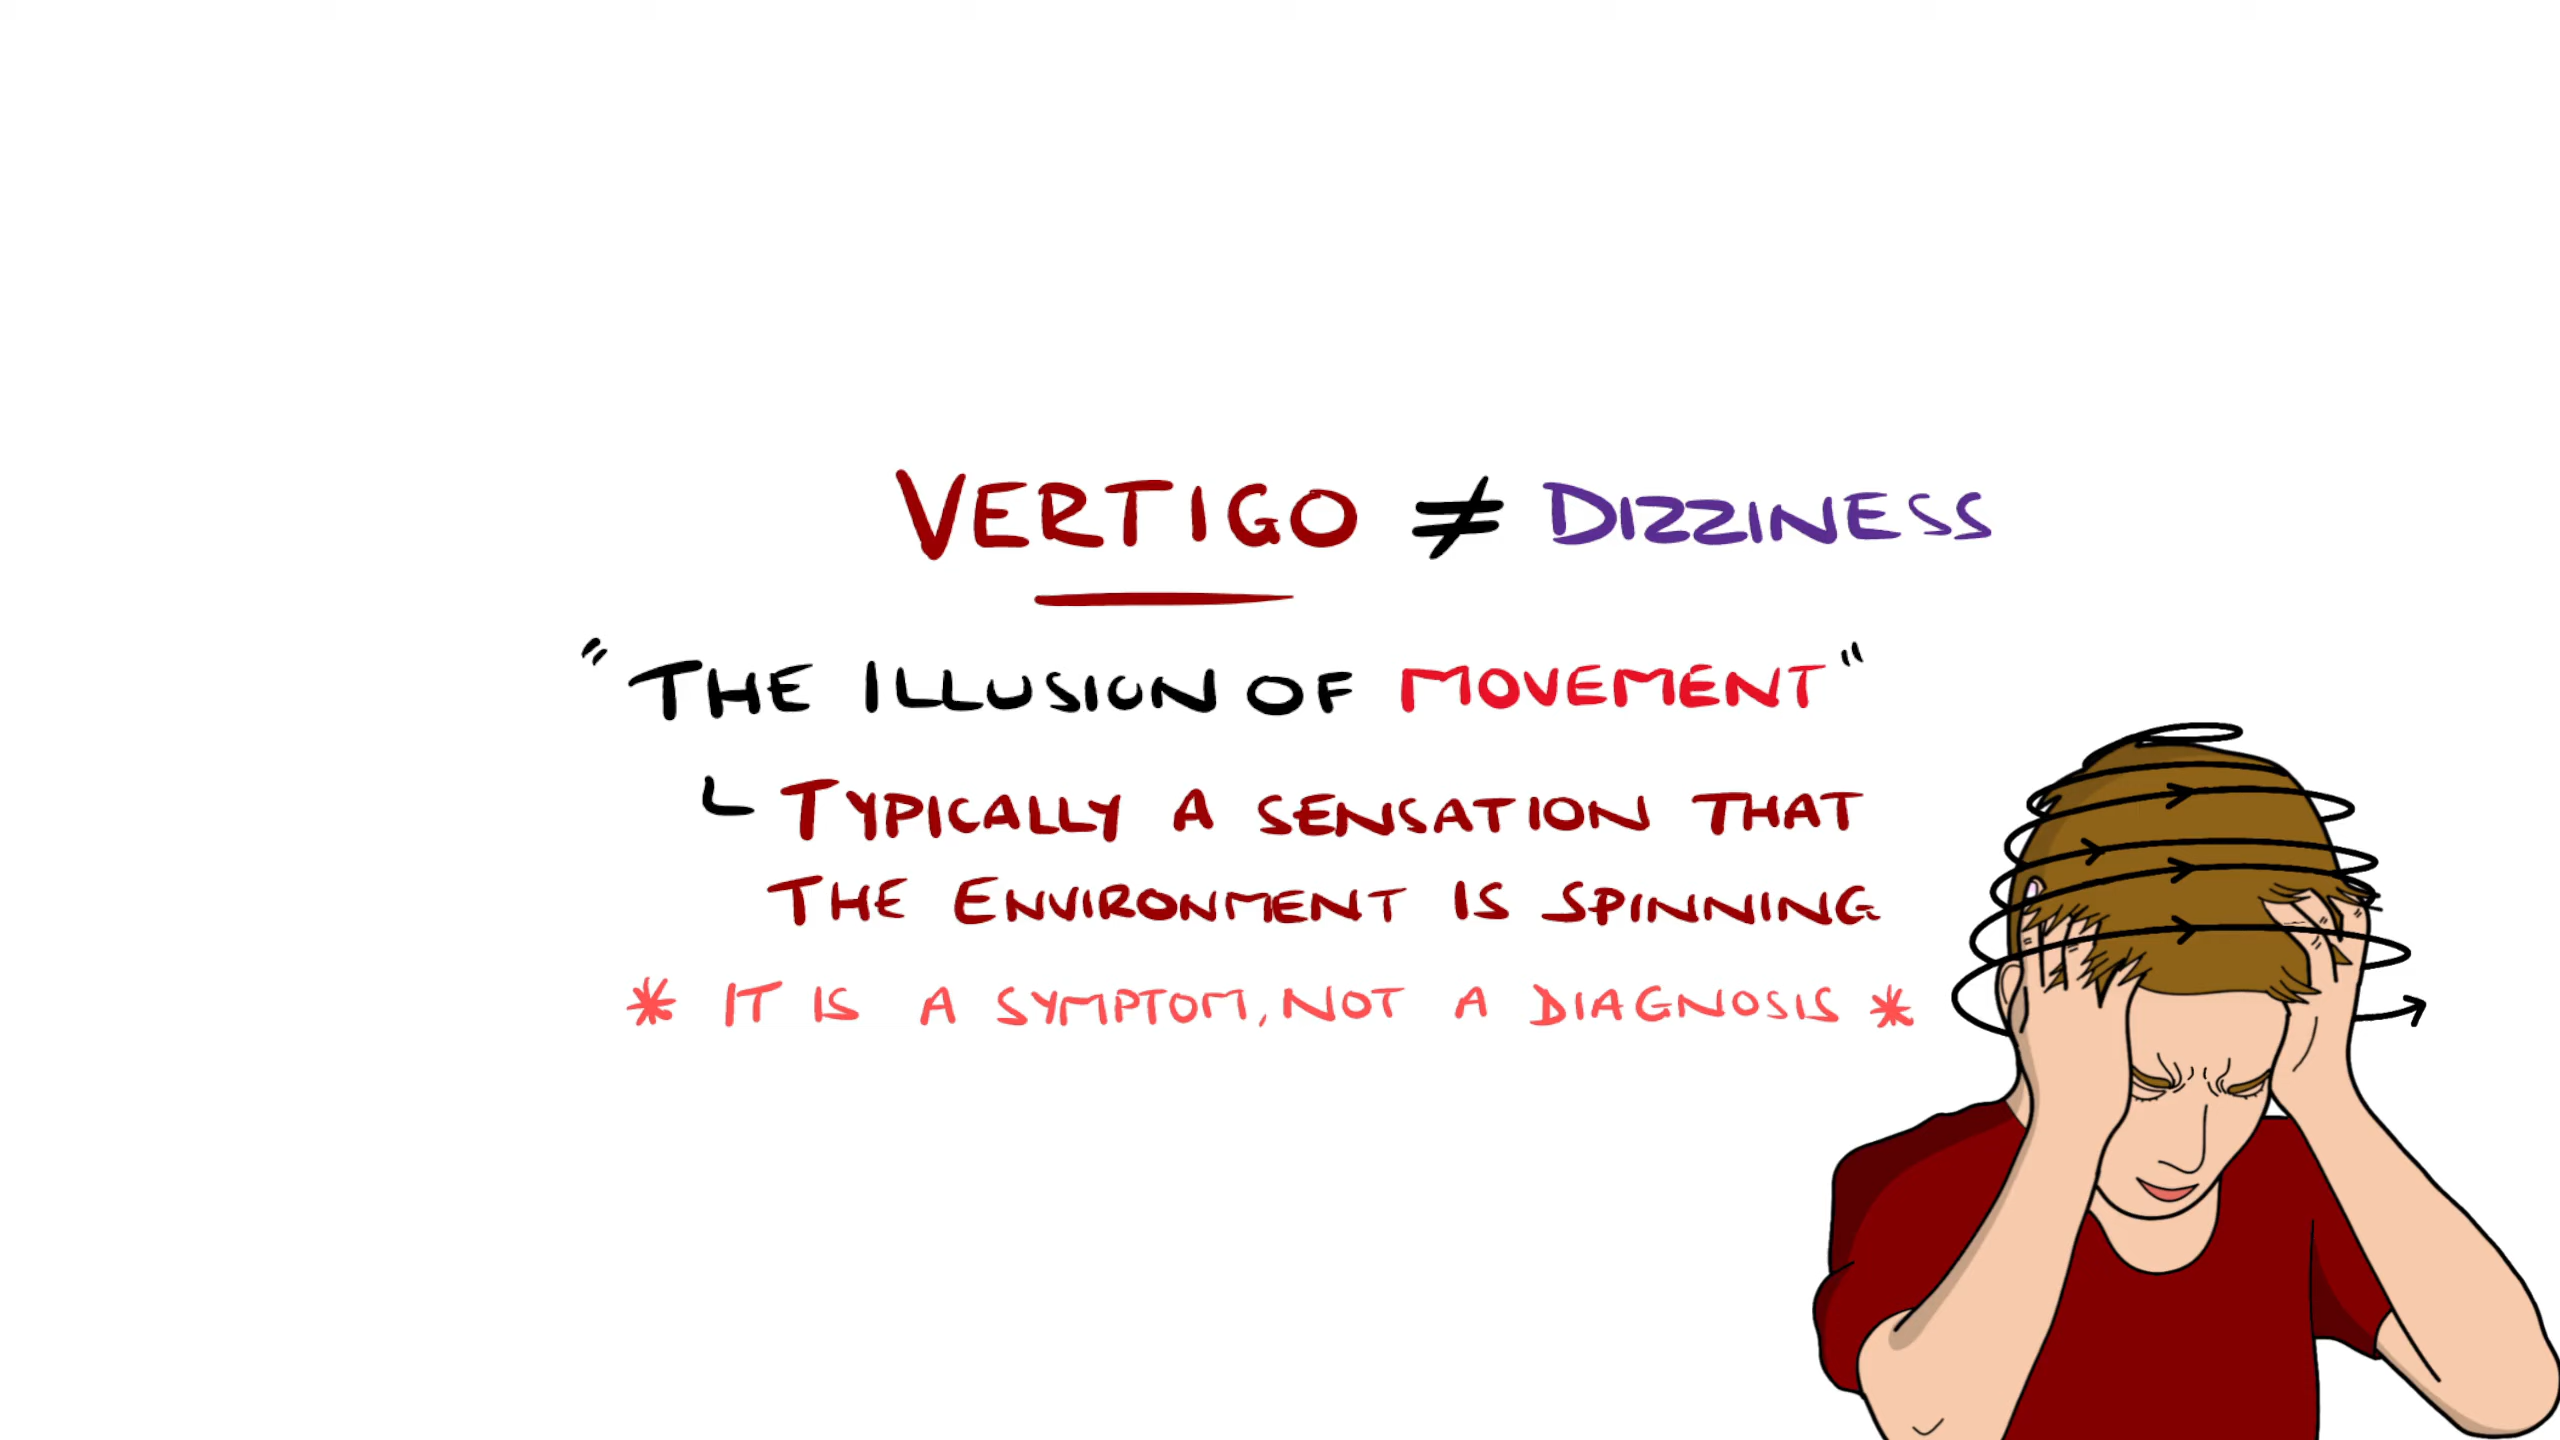 VERTIGO ≠ DIZZINESS
"THE ILLUSION OF MOVEMENT"
TYPICALLY A SENSATION THAT
THE ENVIRONMENT IS SPINNING
* IT IS A SYMPTOM, NOT A DIAGNOSIS *